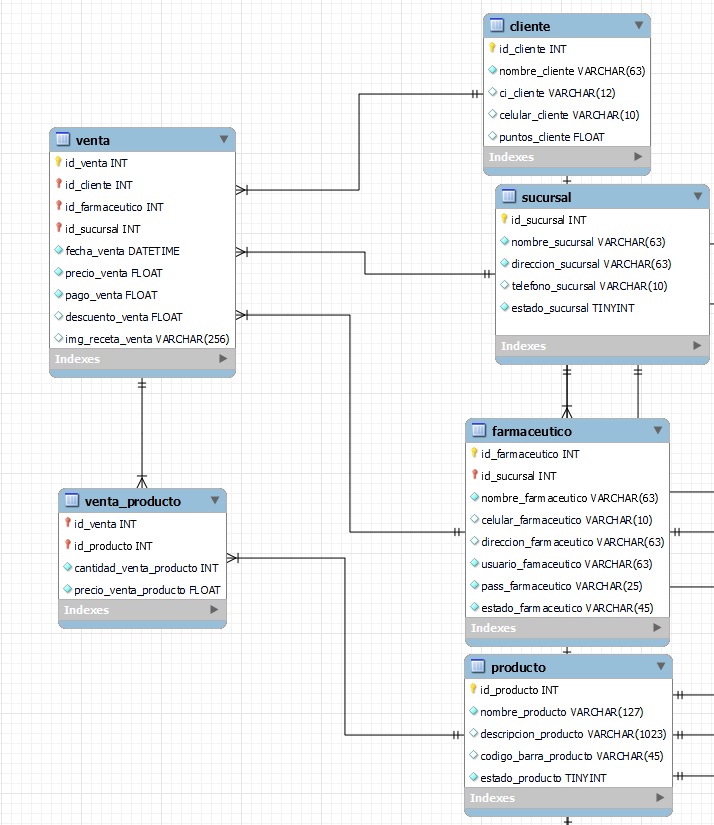 cliente
id_cliente INT
nombre_cliente VARCHAR(63)
ci_cliente VARCHAR(12)
celular_cliente VARCHAR(10)
puntos_cliente FLOAT
Indexes
venta
id_venta INT
id_cliente INT
id_farmaceutico INT
id_sucursal INT
fecha_venta DATETIME
precio_venta FLOAT
pago_venta FLOAT
descuento_venta FLOAT
img_receta_venta VARCHAR(256)
Indexes
sucursal
id_sucursal INT
nombre_sucursal VARCHAR(63)
direccion_sucursal VARCHAR(63)
telefono_sucursal VARCHAR(10)
estado_sucursal TINYINT
Indexes
farmaceutico
id_farmaceutico INT
id_sucursal INT
nombre_farmaceutico VARCHAR(63)
celular_farmaceutico VARCHAR(10)
direccion_farmaceutico VARCHAR(63)
usuario_farmaceutico VARCHAR(63)
pass_farmaceutico VARCHAR(25)
estado_farmaceutico VARCHAR(45)
Indexes
venta_producto
id_venta INT
id_producto INT
cantidad_venta_producto INT
precio_venta_producto FLOAT
Indexes
producto
id_producto INT
nombre_producto VARCHAR(127)
descripcion_producto VARCHAR(1023)
codigo_barra_producto VARCHAR(45)
estado_producto TINYINT
Indexes